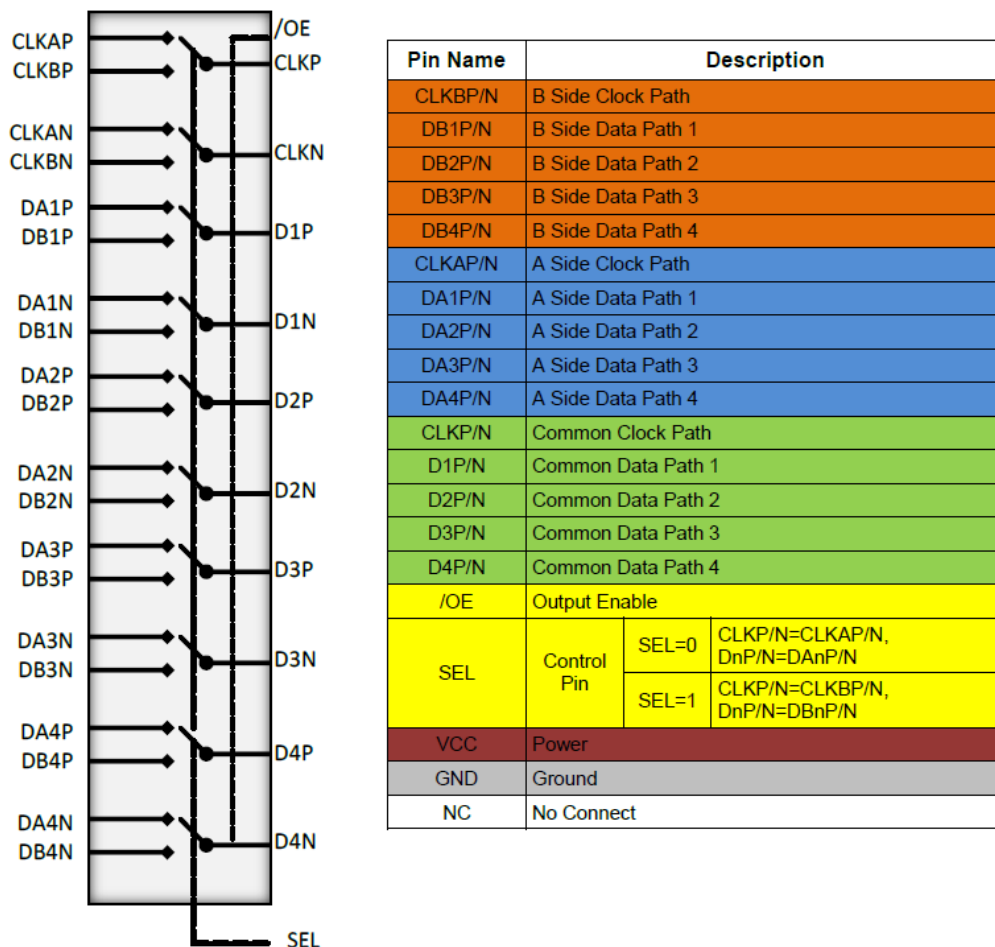 /OE
CLKAP
CLKP
CLKBP
CLKAN
CLKN
CLKBN
DA1P
D1P
DB1P
DA1N
D1N
DB1N
DA2P
D2P
DB2P
DA2N
D2N
DB2N
DA3P
D3P
DB3P
DA3N
D3N
DB3N
DA4P
D4P
DB4P
DA4N
D4N
DB4N
SEL
Pin Name Description
CLKBP/N B Side Clock Path
DB1P/N B Side Data Path 1
DB2P/N B Side Data Path 2
DB3P/N B Side Data Path 3
DB4P/N B Side Data Path 4
CLKAP/N A Side Clock Path
DA1P/N A Side Data Path 1
DA2P/N A Side Data Path 2
DA3P/N A Side Data Path 3
DA4P/N A Side Data Path 4
CLKP/N Common Clock Path
D1P/N Common Data Path 1
D2P/N Common Data Path 2
D3P/N Common Data Path 3
D4P/N Common Data Path 4
/OE Output Enable
SEL
Control
Pin
SEL=0
CLKP/N=CLKAP/N,
DnP/N=DAnP/N
SEL=1
CLKP/N=CLKBP/N,
DnP/N=DBnP/N
VCC Power
GND Ground
NC No Connect